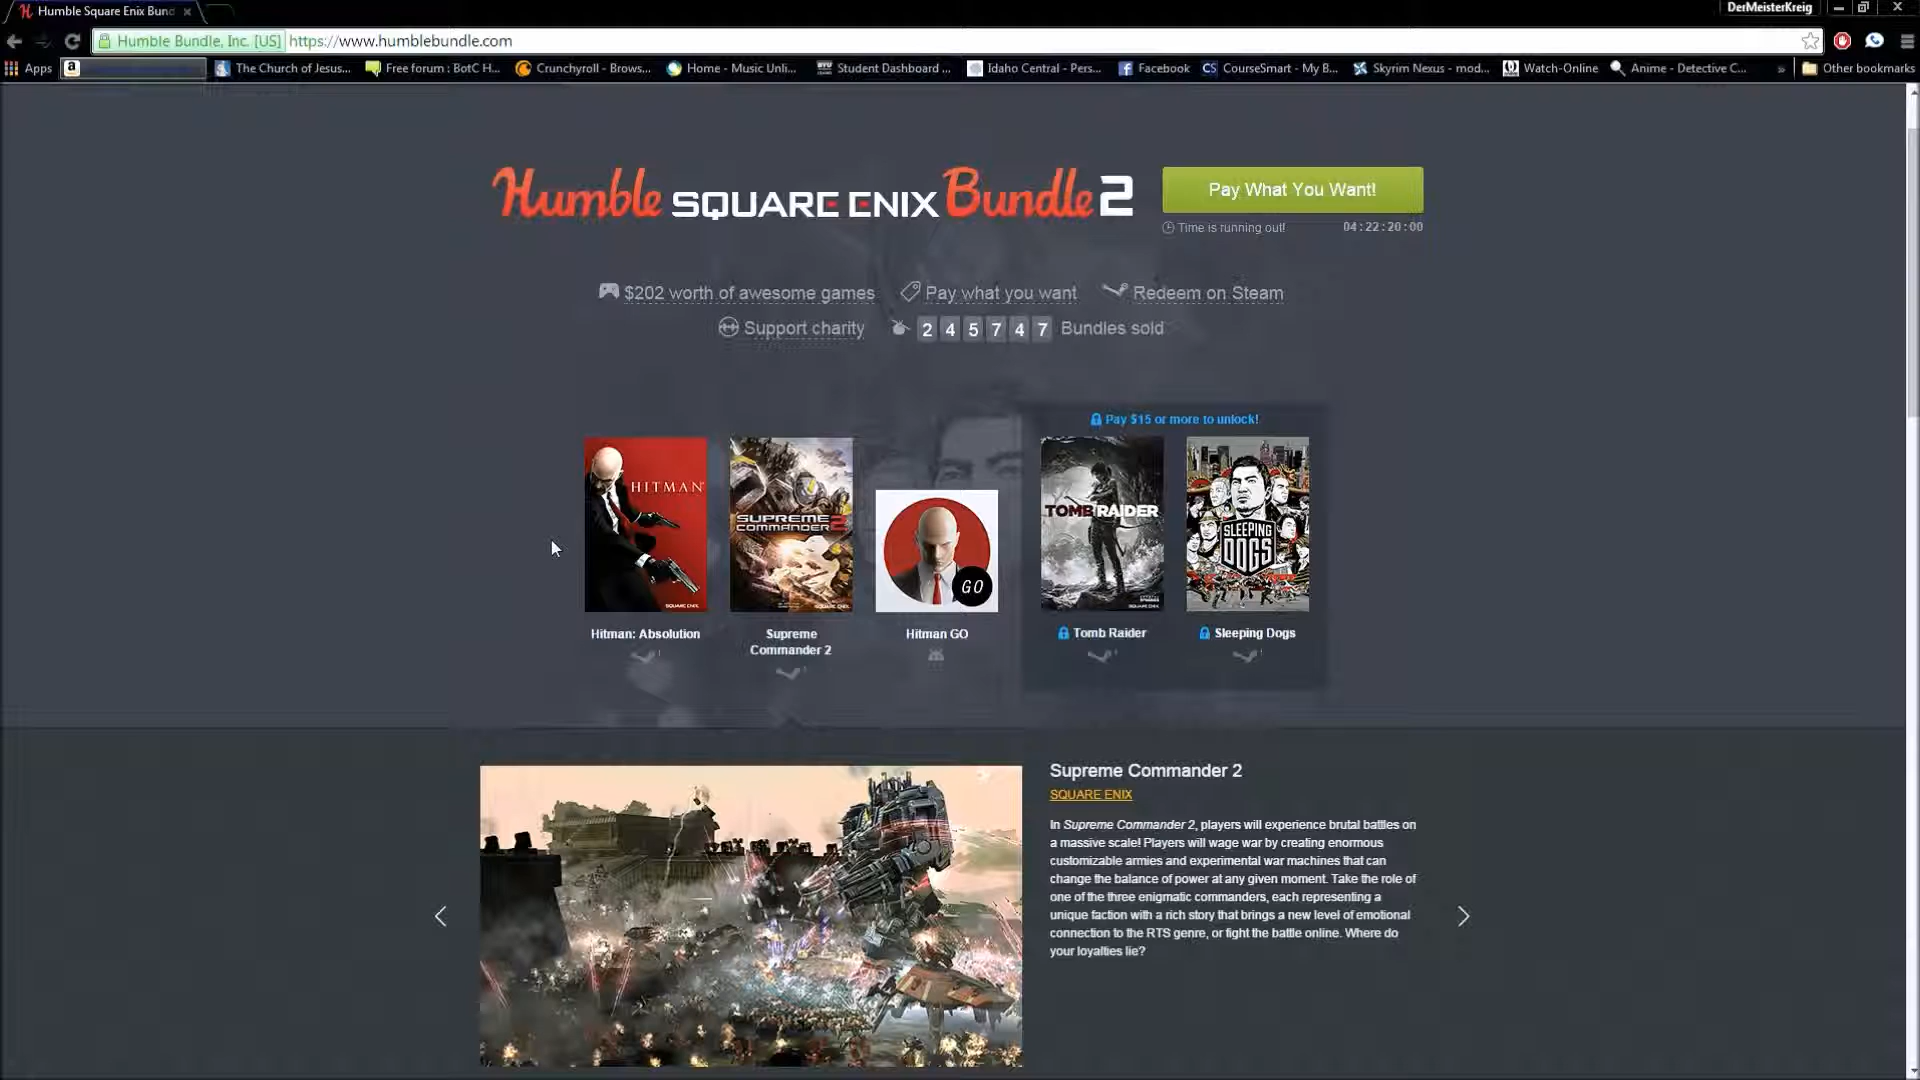 Humble Square Enix Bund
DerMeisterKreig
Humble Bundle, Inc. [US] https://www.humblebundle.com
Apps
The Church of Jesus...
Free forum : BotC H...
Crunchyroll - Brows...
Home - Music Unli...
Student Dashboard ...
Idaho Central - Pers...
Facebook
CourseSmart - My B...
Skyrim Nexus - mod...
Watch-Online
Anime - Detective C...
Other bookmarks
Humble SQUARE ENIX Bundle 2
Pay What You Want!
Time is running out! 04:22:20:00
$202 worth of awesome games
Pay what you want
Redeem on Steam
Support charity
245747 Bundles sold
Pay $15 or more to unlock!
HITMAN
SQUARE ENIX
SUPREME
COMMANDER 2
SQUARE ENIX
GO
TOMB RAIDER
SQUARE ENIX
SLEEPING
DOGS
Hitman: Absolution
Supreme
Commander 2
Hitman GO
Tomb Raider
Sleeping Dogs
Supreme Commander 2
SQUARE ENIX
In Supreme Commander 2, players will experience brutal battles on
a massive scale! Players will wage war by creating enormous
customizable armies and experimental war machines that can
change the balance of power at any given moment. Take the role of
one of the three enigmatic commanders, each representing a
unique faction with a rich story that brings a new level of emotional
connection to the RTS genre, or fight the battle online. Where do
your loyalties lie?